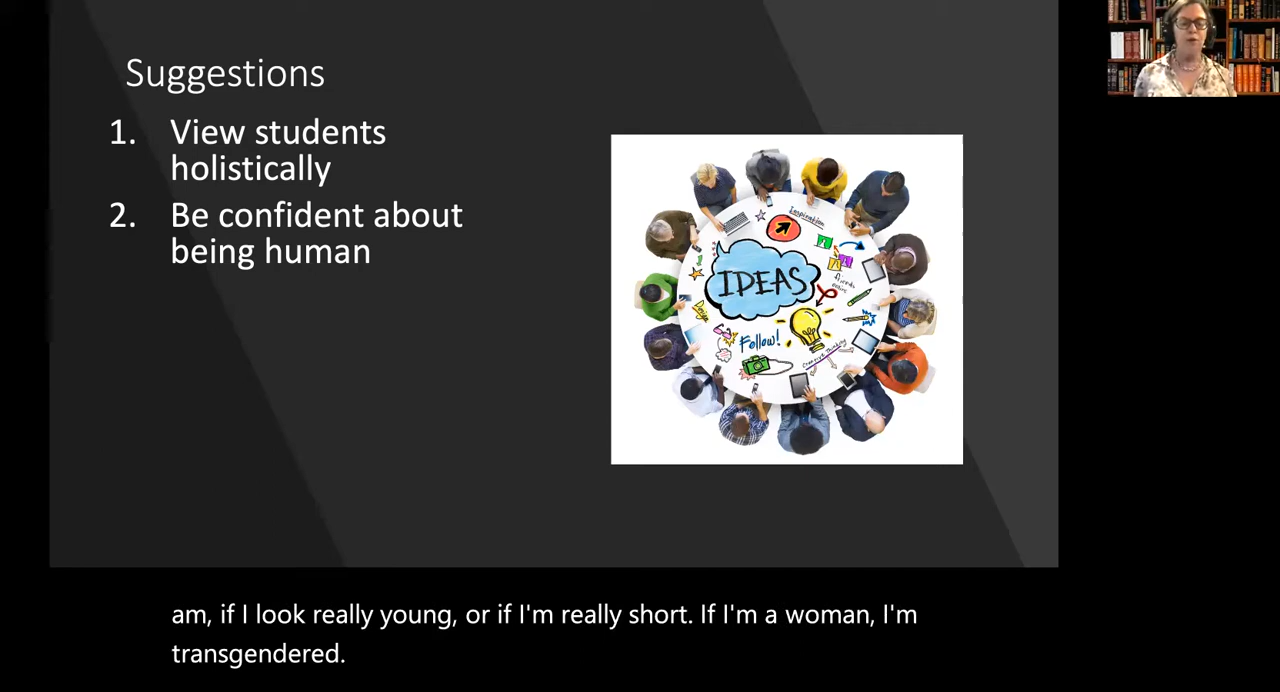 Suggestions
1. View students
holistically
2. Be confident about
being human
Inspiration
IDEAS
Design
Follow!
am, if I look really young, or if I'm really short. If I'm a woman, I'm
transgendered.